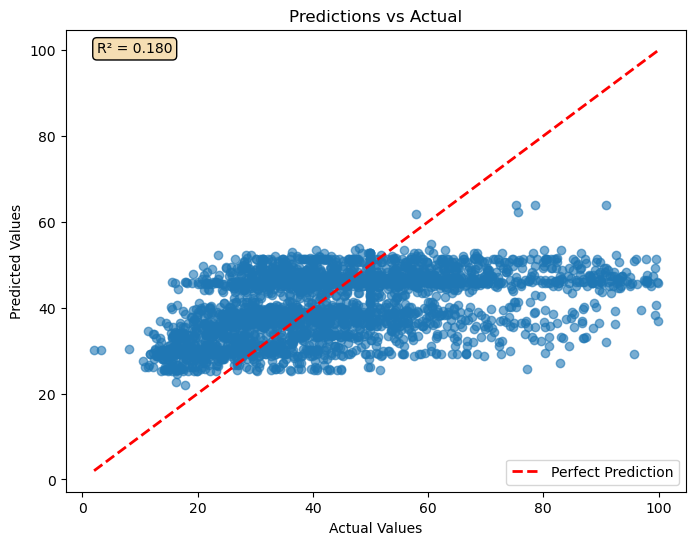 Predictions vs Actual
R² = 0.180
100
80
60
40
20
0
Predicted Values
0 20 40 60 80 100
Actual Values
Perfect Prediction